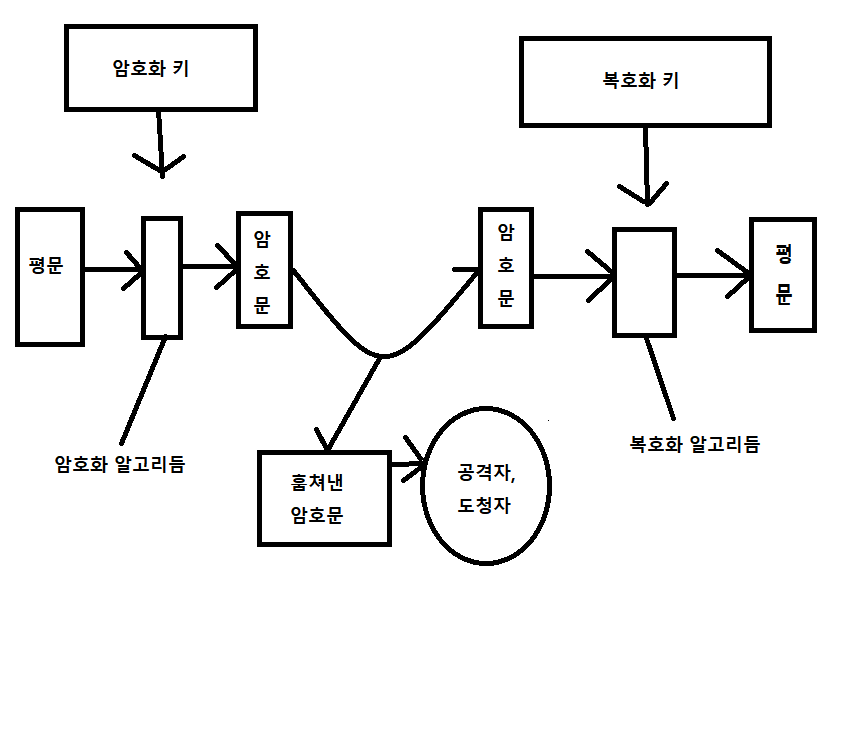 암호화 키
복호화 키
평문
암
호
문
암
호
문
평
문
암호화 알고리듬
복호화 알고리듬
훔쳐낸
암호문
공격자,
도청자